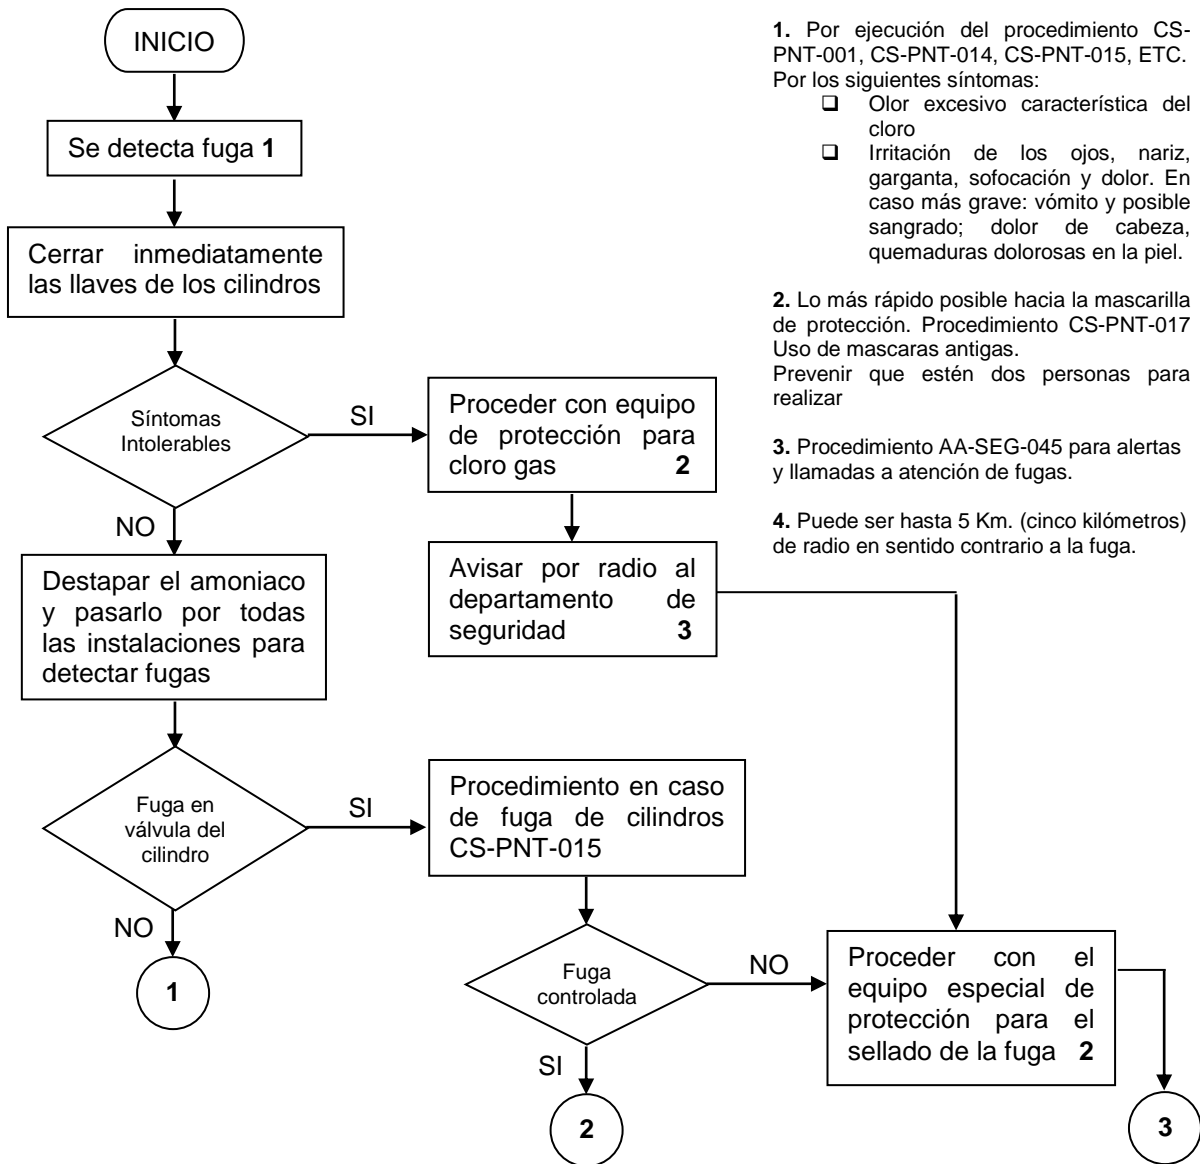 INICIO
Se detecta fuga 1
Cerrar inmediatamente
las llaves de los cilindros
Síntomas
Intolerables
SI
NO
Proceder con equipo
de protección para
cloro gas 2
Avisar por radio al
departamento de
seguridad 3
Destapar el amoniaco
y pasarlo por todas
las instalaciones para
detectar fugas
Fuga en
válvula del
cilindro
SI
NO
1
Procedimiento en caso
de fuga de cilindros
CS-PNT-015
Fuga
controlada
NO
SI
2
Proceder con el
equipo especial de
protección para el
sellado de la fuga 2
3
1. Por ejecución del procedimiento CS-
PNT-001, CS-PNT-014, CS-PNT-015, ETC.
Por los siguientes síntomas:
❑ Olor excesivo característica del
cloro
❑ Irritación de los ojos, nariz,
garganta, sofocación y dolor. En
caso más grave: vómito y posible
sangrado; dolor de cabeza,
quemaduras dolorosas en la piel.
2. Lo más rápido posible hacia la mascarilla
de protección. Procedimiento CS-PNT-017
Uso de mascaras antigas.
Prevenir que estén dos personas para
realizar
3. Procedimiento AA-SEG-045 para alertas
y llamadas a atención de fugas.
4. Puede ser hasta 5 Km. (cinco kilómetros)
de radio en sentido contrario a la fuga.